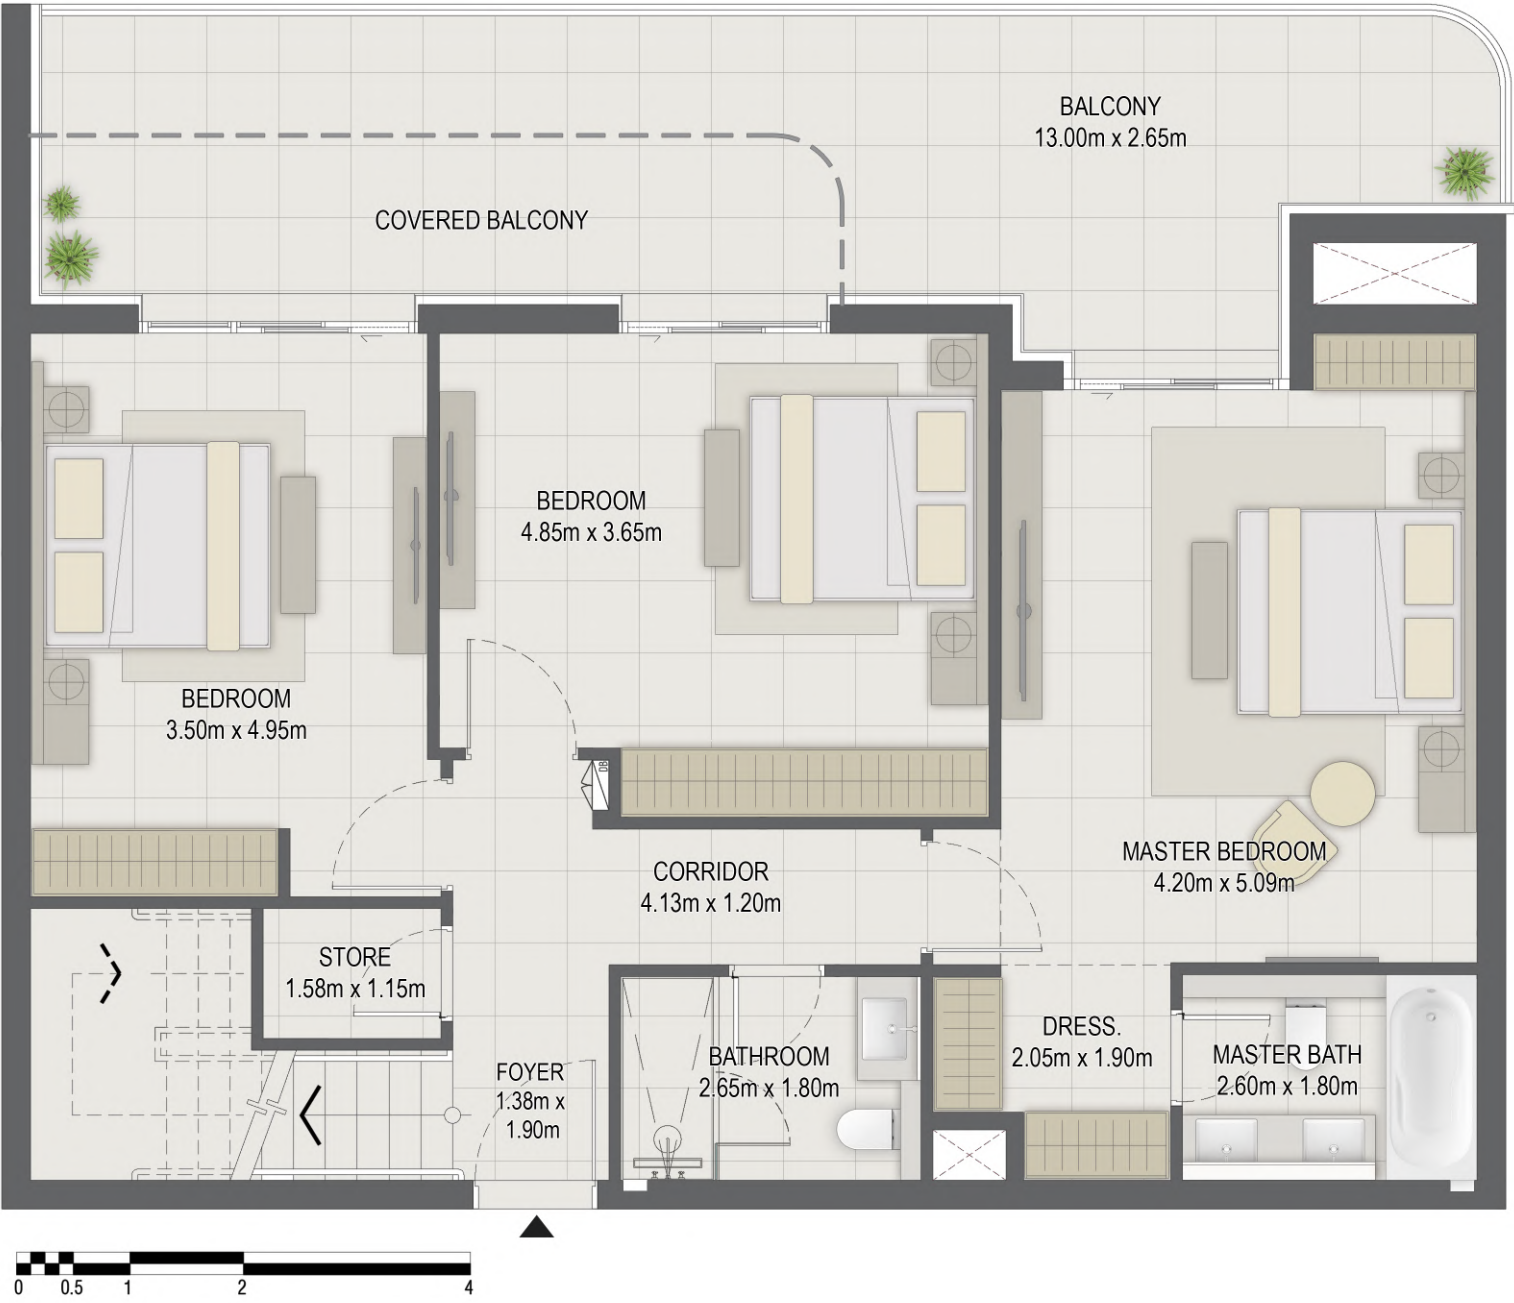 BALCONY
13.00m x 2.65m
COVERED BALCONY
BEDROOM
4.85m x 3.65m
BEDROOM
3.50m x 4.95m
DB
MASTER BEDROOM
4.20m x 5.09m
CORRIDOR
4.13m x 1.20m
STORE
1.58m x 1.15m
DRESS.
2.05m x 1.90m
MASTER BATH
2.60m x 1.80m
BATHROOM
2.65m x 1.80m
FOYER
1.38m x
1.90m
0 0.5 1 2 4